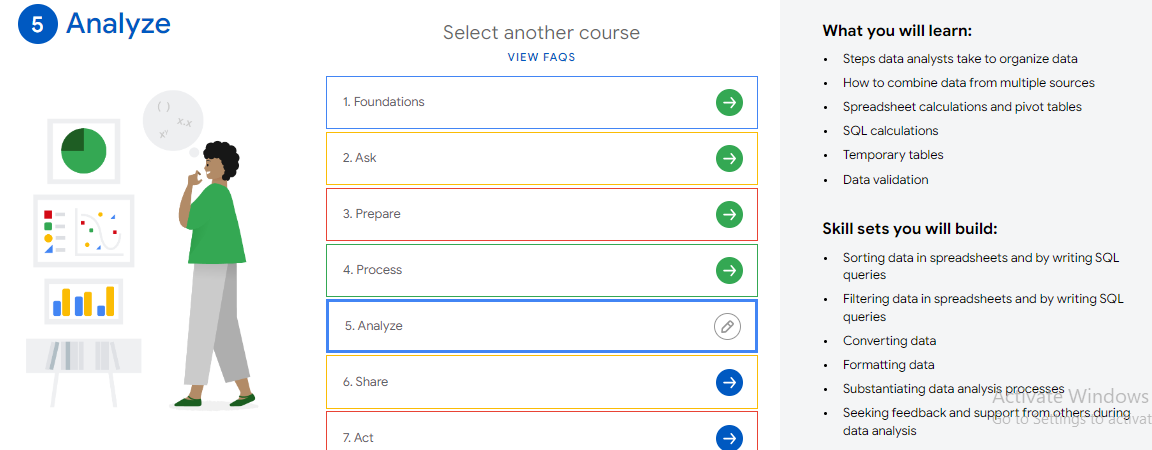 5 Analyze
( )
x.x
x²
Select another course
VIEW FAQS
1. Foundations
2. Ask
3. Prepare
4. Process
5. Analyze
6. Share
7. Act
What you will learn:
• Steps data analysts take to organize data
• How to combine data from multiple sources
• Spreadsheet calculations and pivot tables
• SQL calculations
• Temporary tables
• Data validation
Skill sets you will build:
• Sorting data in spreadsheets and by writing SQL
queries
• Filtering data in spreadsheets and by writing SQL
queries
• Converting data
• Formatting data
• Substantiating data analysis processes
Activate Windows
• Seeking feedback and support from others during
Go to Settings to activat
data analysis